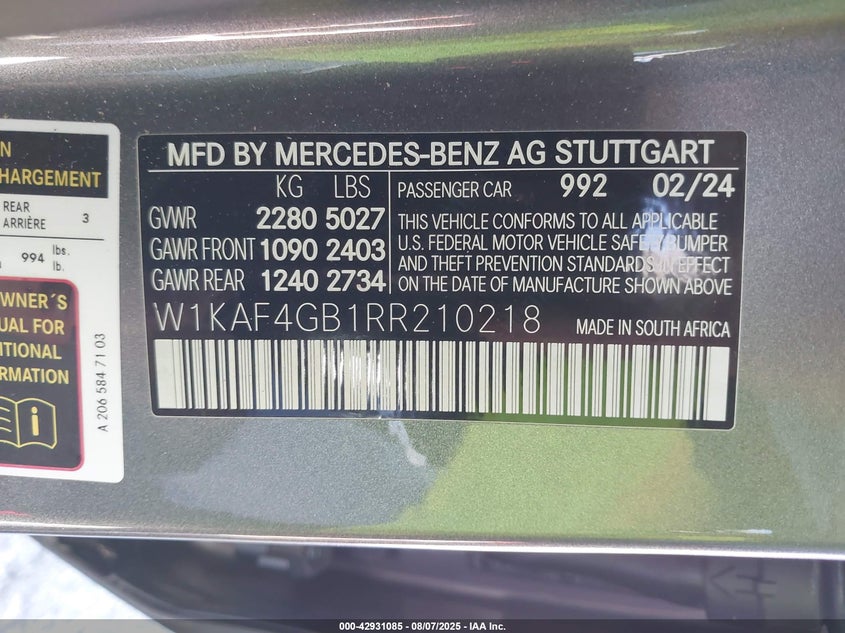 N
HARGEMENT
REAR
ARRIÈRE
3
994
lbs.
lb.
WNER´S
UAL FOR
ITIONAL
ORMATION
A 206 584 71 03
MFD BY MERCEDES-BENZ AG STUTTGART
KG LBS
GVWR 2280 5027
GAWR FRONT 1090 2403
GAWR REAR 1240 2734
PASSENGER CAR 992 02/24
THIS VEHICLE CONFORMS TO ALL APPLICABLE
U.S. FEDERAL MOTOR VEHICLE SAFETY, BUMPER
AND THEFT PREVENTION STANDARDS IN EFFECT
ON THE DATE OF MANUFACTURE SHOWN ABOVE
W1KAF4GB1RR210218 MADE IN SOUTH AFRICA
000-42931085 - 08/07/2025 - IAA Inc.